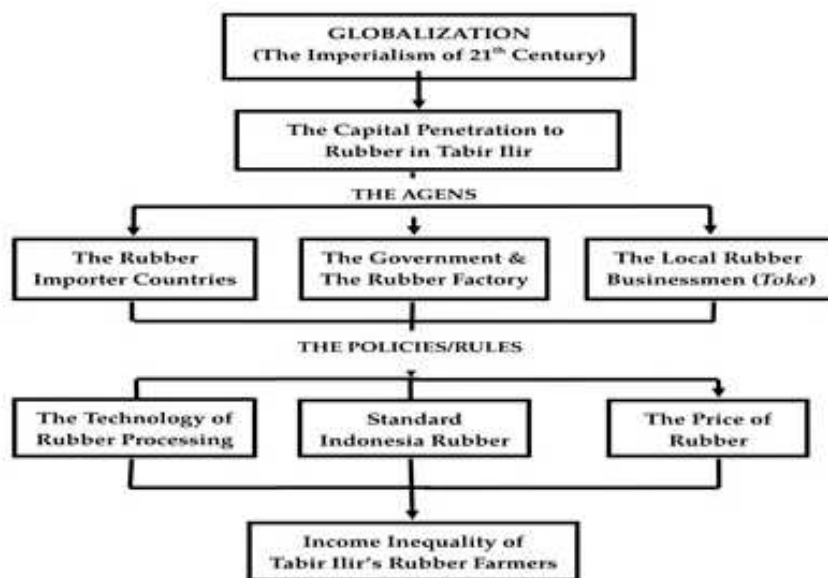 GLOBALIZATION
(The Imperialism of 21th Century)
The Capital Penetration to
Rubber in Tabir Ilir
THE AGENS
The Rubber
Importer Countries
The Government &
The Rubber Factory
The Local Rubber
Businessmen (Toke)
THE POLICIES/RULES
The Technology of
Rubber Processing
Standard
Indonesia Rubber
The Price of
Rubber
Income Inequality of
Tabir Ilir's Rubber Farmers